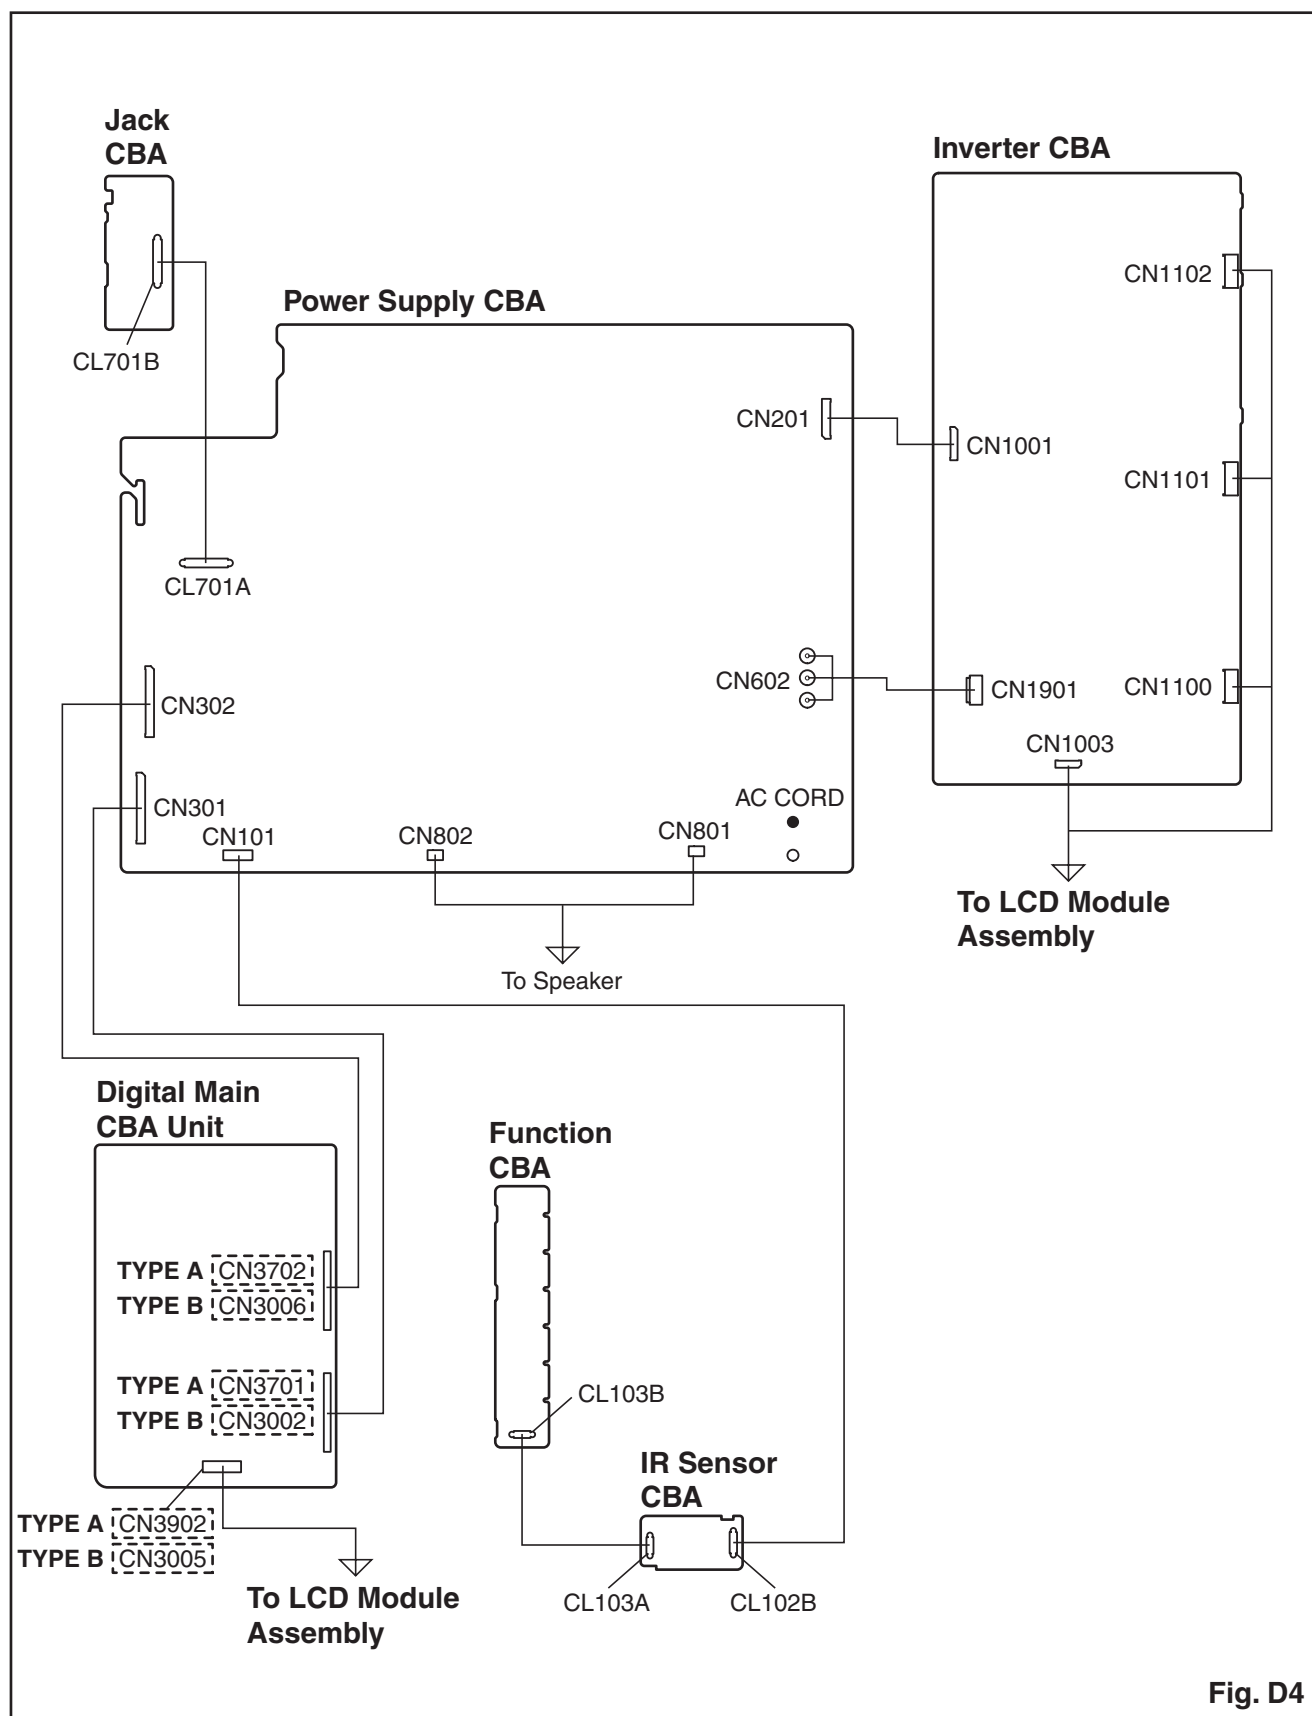 Jack
CBA
CL701B
Power Supply CBA
Inverter CBA
CN1102
CN201
CN1001
CN1101
CL701A
CN302
CN602
CN1901
CN1100
CN1003
CN301
CN101
CN802
CN801
AC CORD
To LCD Module
Assembly
To Speaker
Digital Main
CBA Unit
TYPE A CN3702
TYPE B CN3006
TYPE A CN3701
TYPE B CN3002
TYPE A CN3902
TYPE B CN3005
To LCD Module
Assembly
Function
CBA
CL103B
IR Sensor
CBA
CL103A
CL102B
Fig. D4